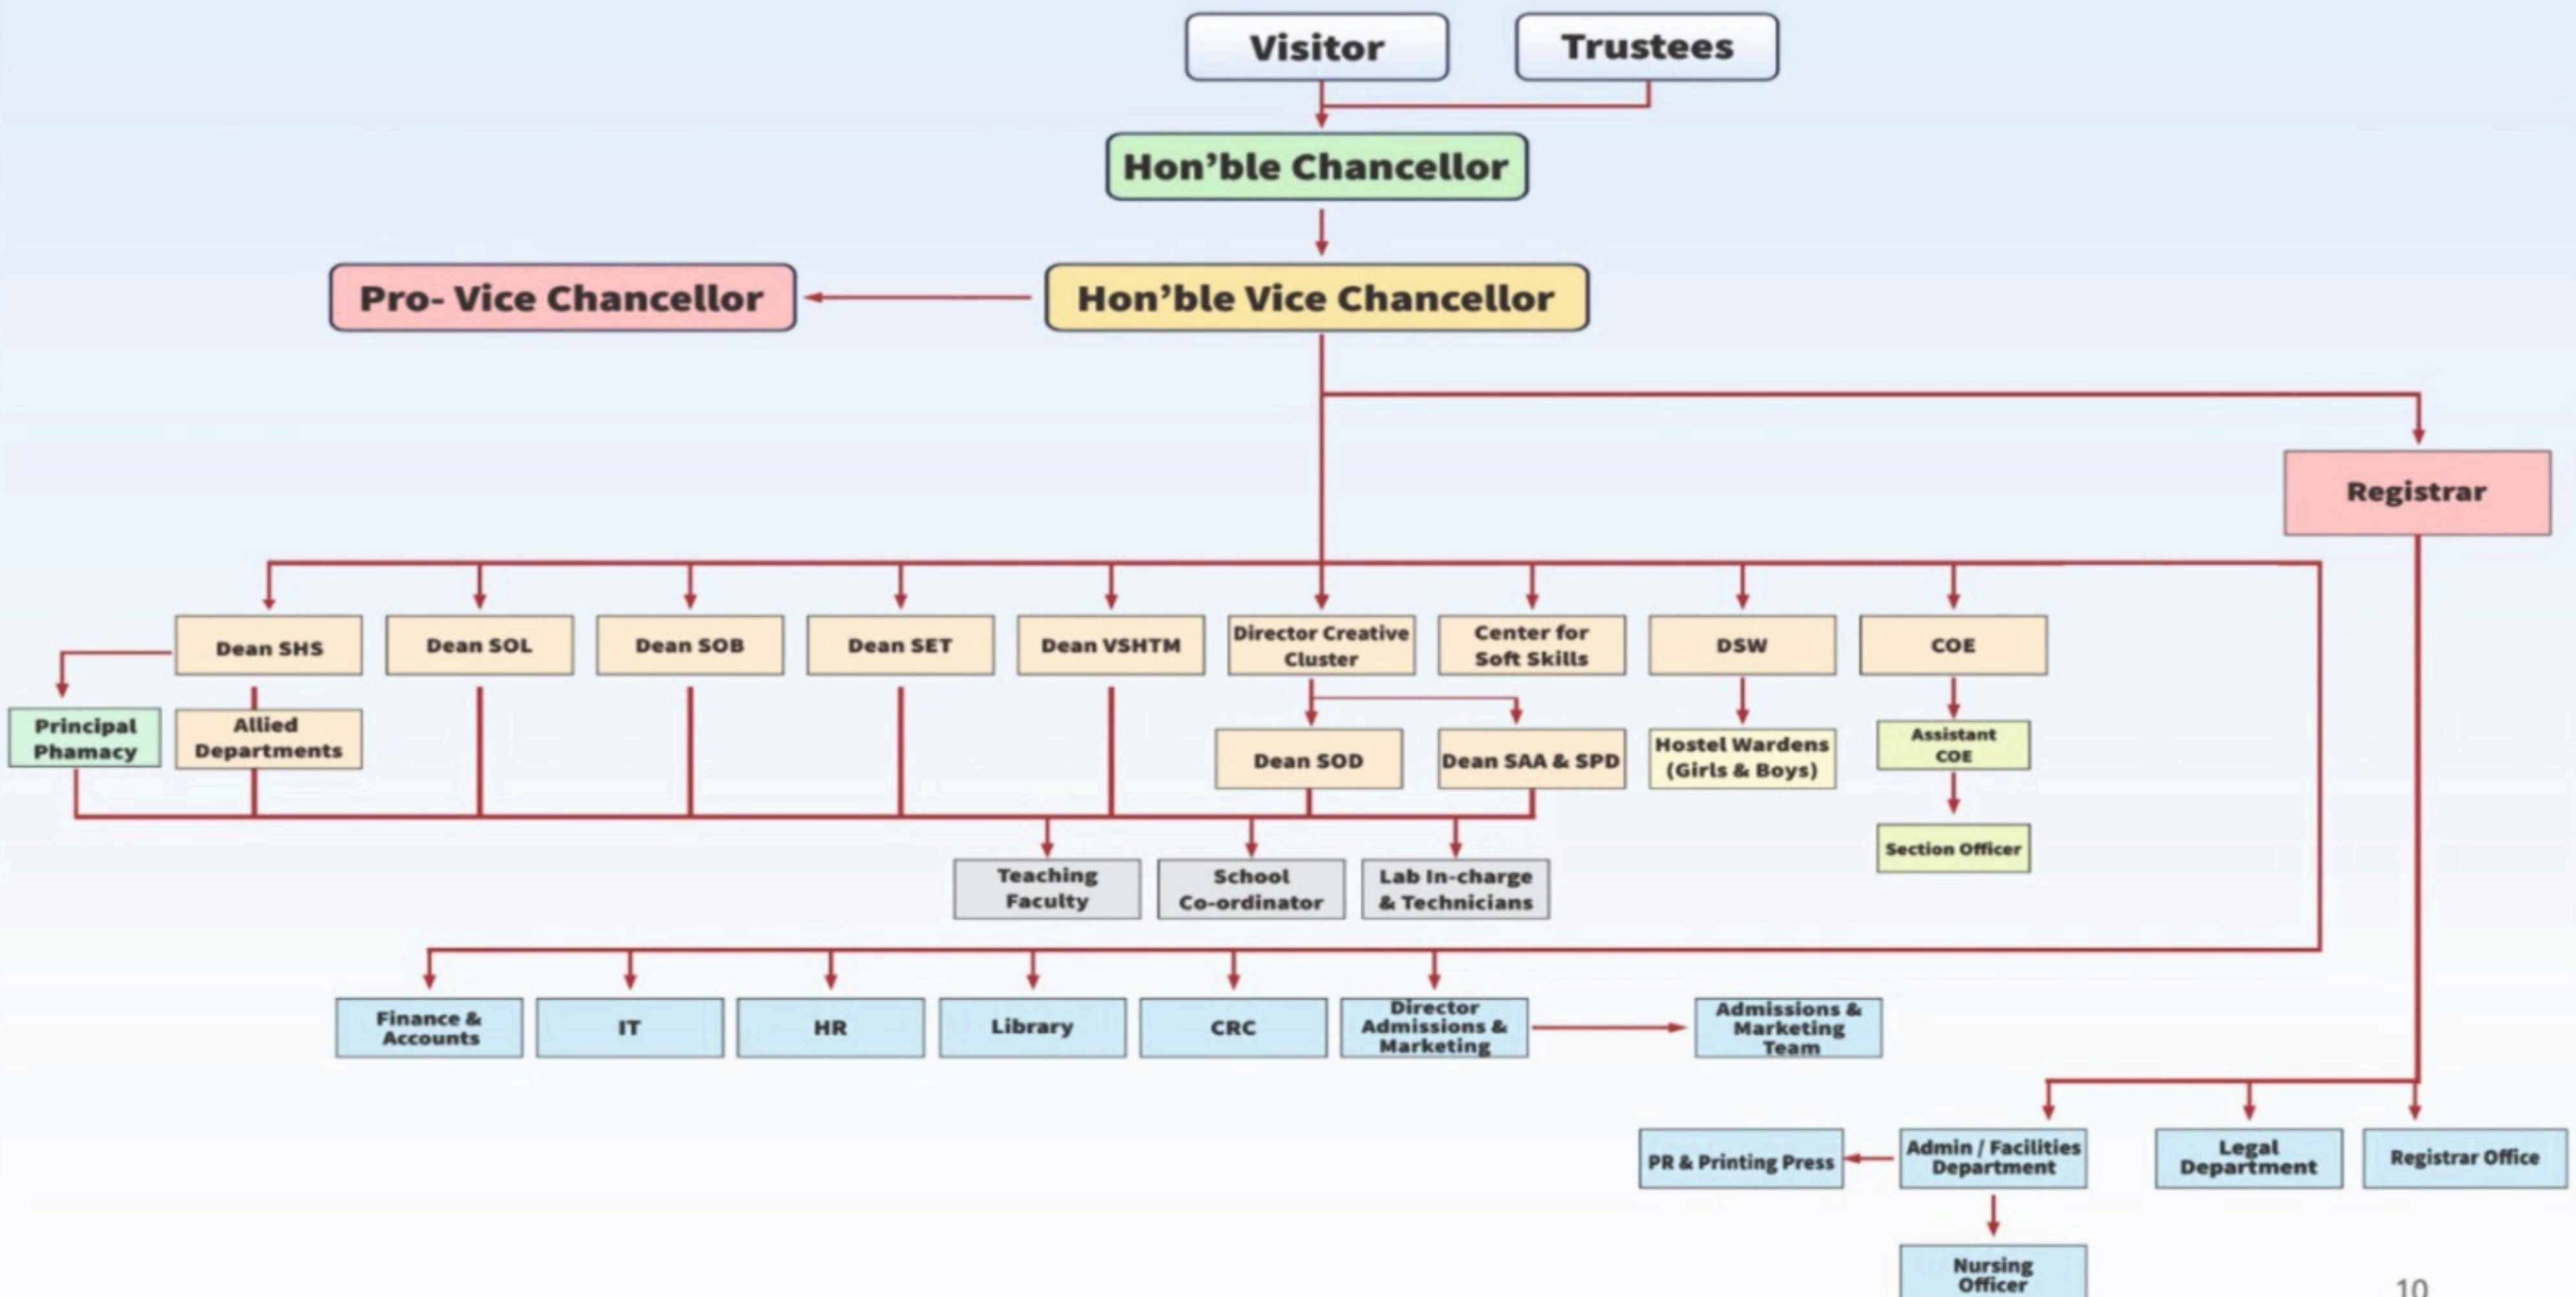 Visitor
Trustees
Hon’ble Chancellor
Pro- Vice Chancellor
Hon’ble Vice Chancellor
Registrar
Dean SHS
Dean SOL
Dean SOB
Dean SET
Dean VSHTM
Director Creative
Cluster
Center for
Soft Skills
DSW
COE
Principal
Phamacy
Allied
Departments
Dean SOD
Dean SAA & SPD
Hostel Wardens
(Girls & Boys)
Assistant
COE
Section Officer
Teaching
Faculty
School
Co-ordinator
Lab In-charge
& Technicians
Finance &
Accounts
IT
HR
Library
CRC
Director
Admissions &
Marketing
Admissions &
Marketing
Team
PR & Printing Press
Admin / Facilities
Department
Legal
Department
Registrar Office
Nursing
Officer
10